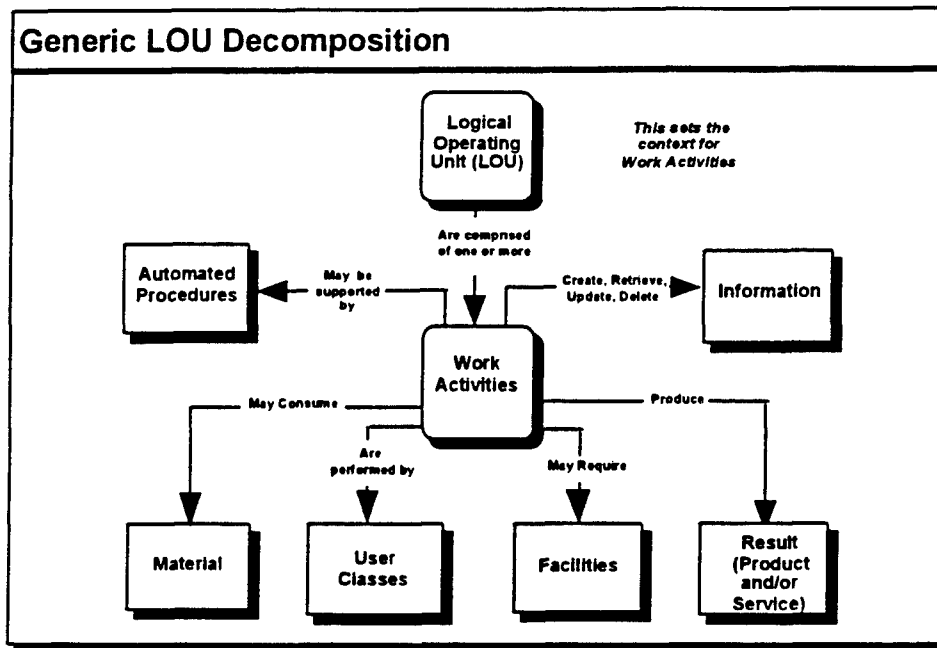 Generic LOU Decomposition
Logical
Operating
Unit (LOU)
This sets the
context for
Work Activities
Are comprised
of one or more
Automated
Procedures
May be
supported
by
Create, Retrieve,
Update, Delete
Information
Work
Activities
May Consume
Produce
Are
performed by
May Require
Material
User
Classes
Facilities
Result
(Product
and/or
Service)